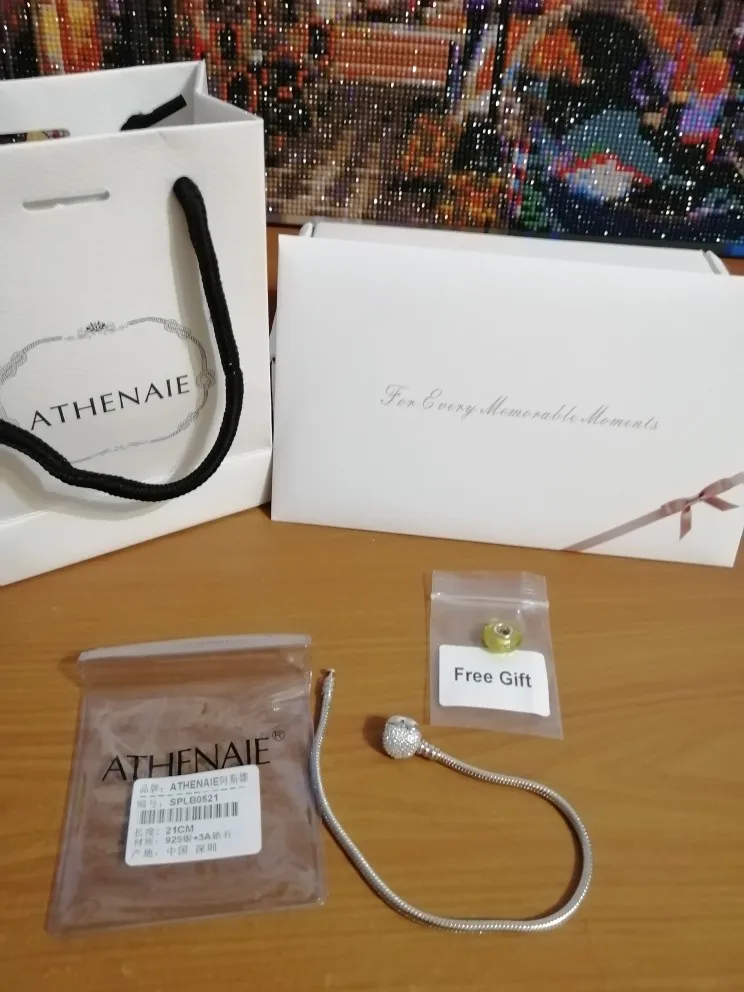 ATHENAIE
For Every Memorable Moments
Free Gift
ATHENAIE®
品牌: ATHENAIE阿斯娜
编号: SPLB0521
长度: 21CM
材质: 925银+3A锆石
产地: 中国 深圳